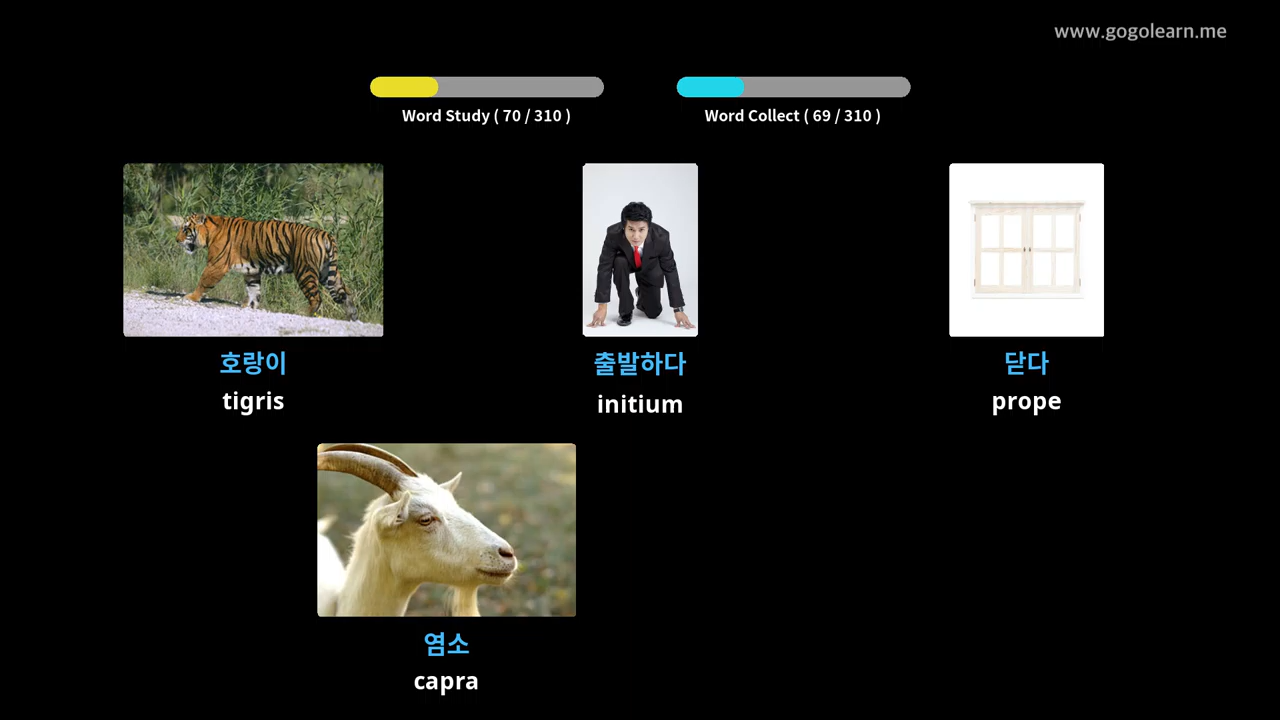 www.gogolearn.me
Word Study ( 70 / 310 )
Word Collect ( 69 / 310 )
호랑이
tigris
출발하다
initium
닫다
prope
염소
capra